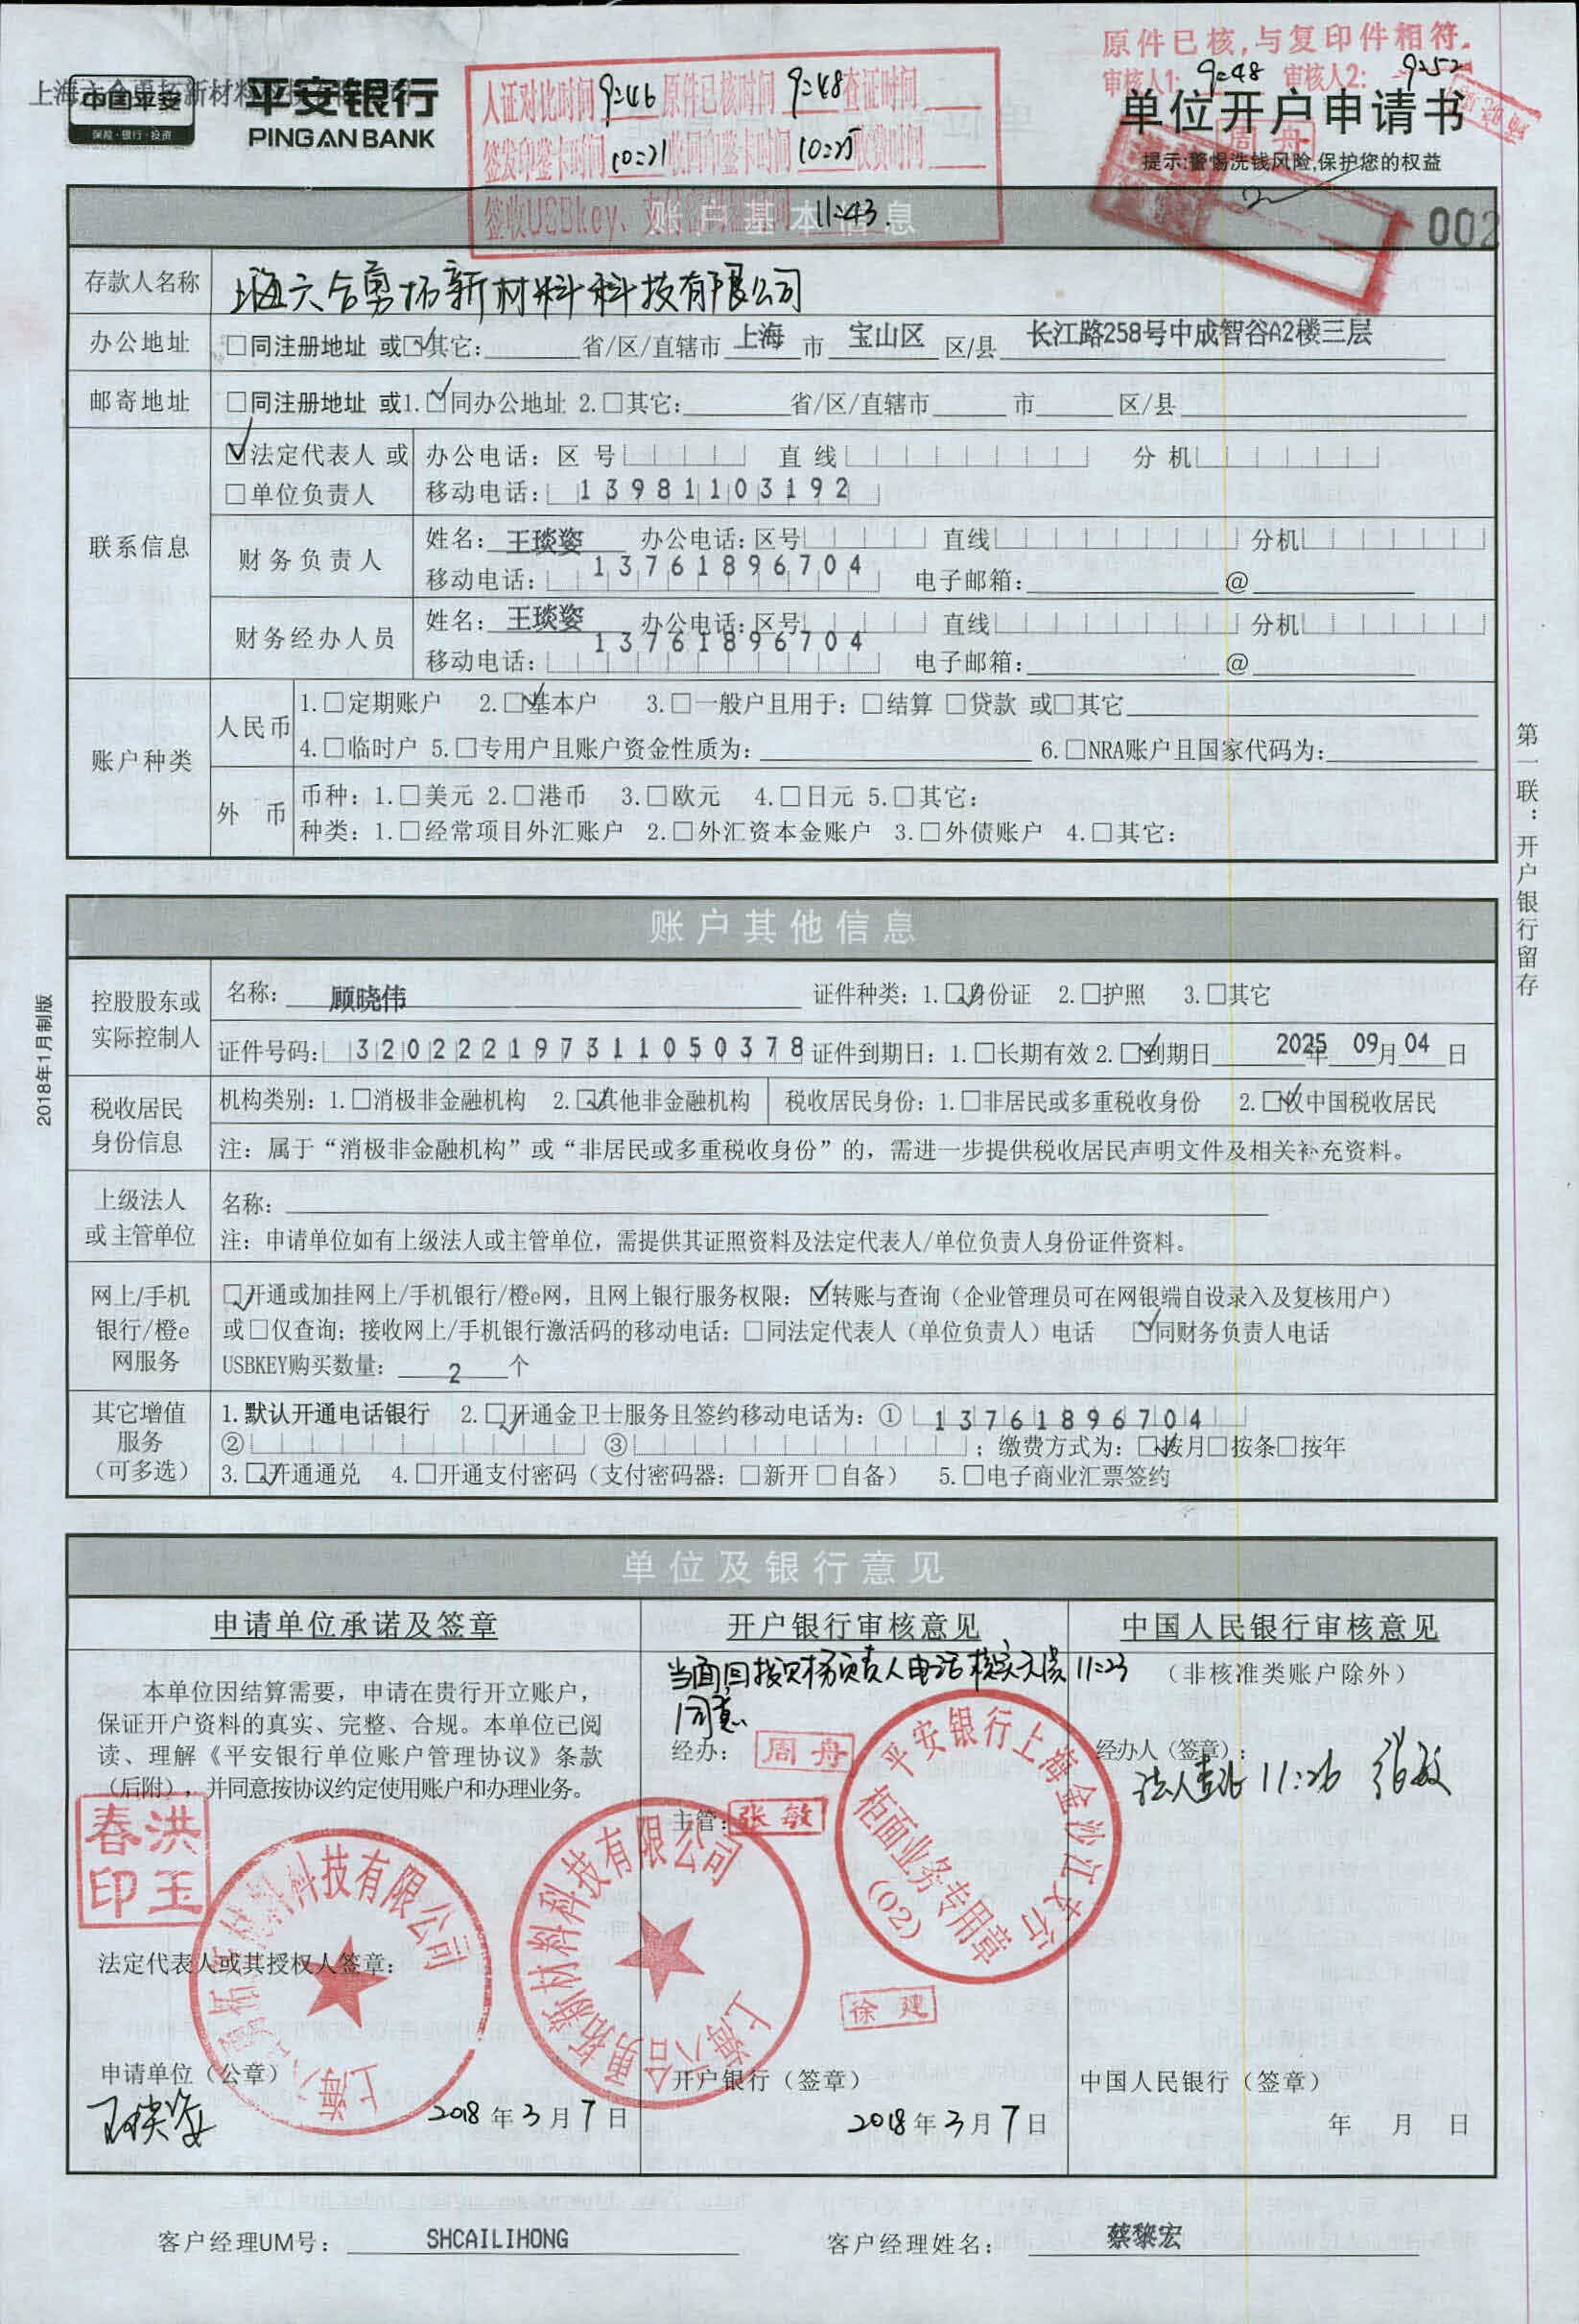 原件已核,与复印件相符。
审核人1: 9:48 审核人2: 9:52
上海六合勇拓新材料
中国平安
保险·银行·投资
平安银行
PINGAN BANK
人证对比时间 9:46 原件已核时间 9:48 查证时间
签发印鉴卡时间 10:21 收回印鉴卡时间 10:25 收费时间
签收USBkey、 11:43.
单位开户申请书
周舟
提示:警惕洗钱风险,保护您的权益
账户基本信息
002
存款人名称 上海六合勇拓新材料科技有限公司
办公地址 □同注册地址 或☑其它: 省/区/直辖市 上海 市 宝山区 区/县 长江路258号中成智谷A2楼三层
邮寄地址 □同注册地址 或1.☑同办公地址 2.□其它: 省/区/直辖市 市 区/县
联系信息
☑法定代表人 或 办公电话: 区号 直线 分机
□单位负责人 移动电话: 13981103192
财务负责人 姓名: 王琰姿 办公电话: 区号 直线 分机
移动电话: 13761896704 电子邮箱: @
财务经办人员 姓名: 王琰姿 办公电话: 区号 直线 分机
移动电话: 13761896704 电子邮箱: @
账户种类
人民币 1.□定期账户 2.☑基本户 3.□一般户且用于: □结算 □贷款 或□其它
4.□临时户 5.□专用户且账户资金性质为: 6.□NRA账户且国家代码为:
外币 币种: 1.□美元 2.□港币 3.□欧元 4.□日元 5.□其它:
种类: 1.□经常项目外汇账户 2.□外汇资本金账户 3.□外债账户 4.□其它:
账户其他信息
控股股东或实际控制人 名称: 顾晓伟 证件种类: 1.☑身份证 2.□护照 3.□其它
证件号码: 320222197311050378 证件到期日: 1.□长期有效 2.☑到期日 2025年 09月 04日
税收居民身份信息 机构类别: 1.□消极非金融机构 2.☑其他非金融机构 税收居民身份: 1.□非居民或多重税收身份 2.☑仅中国税收居民
注: 属于“消极非金融机构”或“非居民或多重税收身份”的, 需进一步提供税收居民声明文件及相关补充资料。
上级法人或主管单位 名称:
注: 申请单位如有上级法人或主管单位, 需提供其证照资料及法定代表人/单位负责人身份证件资料。
网上/手机银行/橙e网服务 ☑开通或加挂网上/手机银行/橙e网, 且网上银行服务权限: ☑转账与查询 (企业管理员可在网银端自设录入及复核用户)
或□仅查询; 接收网上/手机银行激活码的移动电话: □同法定代表人 (单位负责人) 电话 ☑同财务负责人电话
USBKEY购买数量: 2 个
其它增值服务(可多选) 1.默认开通电话银行 2.☑开通金卫士服务且签约移动电话为: ① 13761896704
② ③ ; 缴费方式为: ☑按月□按条□按年
3.☑开通通兑 4.□开通支付密码 (支付密码器: □新开 □自备) 5.□电子商业汇票签约
单位及银行意见
申请单位承诺及签章 开户银行审核意见 中国人民银行审核意见
(非核准类账户除外)
本单位因结算需要, 申请在贵行开立账户,
保证开户资料的真实、完整、合规。本单位已阅
读、理解《平安银行单位账户管理协议》条款
(后附), 并同意按协议约定使用账户和办理业务。
洪玉春印
法定代表人或其授权人签章:
上海六合勇拓新材料科技有限公司
申请单位 (公章)
王琰姿
2018年3月7日
当面回拨财务负责人电话核实无误 11:23
同意
经办: 周舟
主管: 张敏
平安银行上海金沙江支行
柜面业务专用章
(02)
上海六合勇拓新材料科技有限公司
徐建
开户银行 (签章)
2018年3月7日
经办人 (签章):
11:26 张敏
中国人民银行 (签章)
年 月 日
客户经理UM号: SHCAILIHONG 客户经理姓名: 蔡黎宏
第一联: 开户银行留存
2018年1月制版